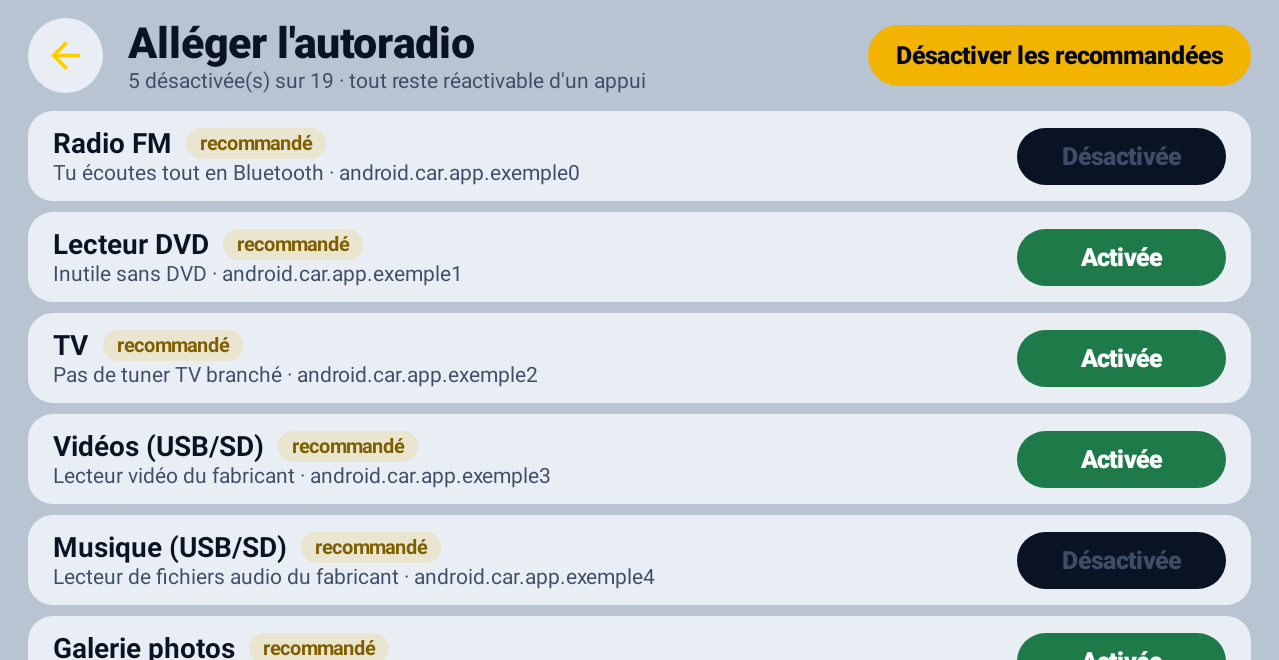 Alléger l'autoradio
5 désactivée(s) sur 19 · tout reste réactivable d'un appui
Désactiver les recommandées
Radio FM recommandé
Tu écoutes tout en Bluetooth · android.car.app.exemple0
Désactivée
Lecteur DVD recommandé
Inutile sans DVD · android.car.app.exemple1
Activée
TV recommandé
Pas de tuner TV branché · android.car.app.exemple2
Activée
Vidéos (USB/SD) recommandé
Lecteur vidéo du fabricant · android.car.app.exemple3
Activée
Musique (USB/SD) recommandé
Lecteur de fichiers audio du fabricant · android.car.app.exemple4
Désactivée
Galerie photos recommandé
Activée